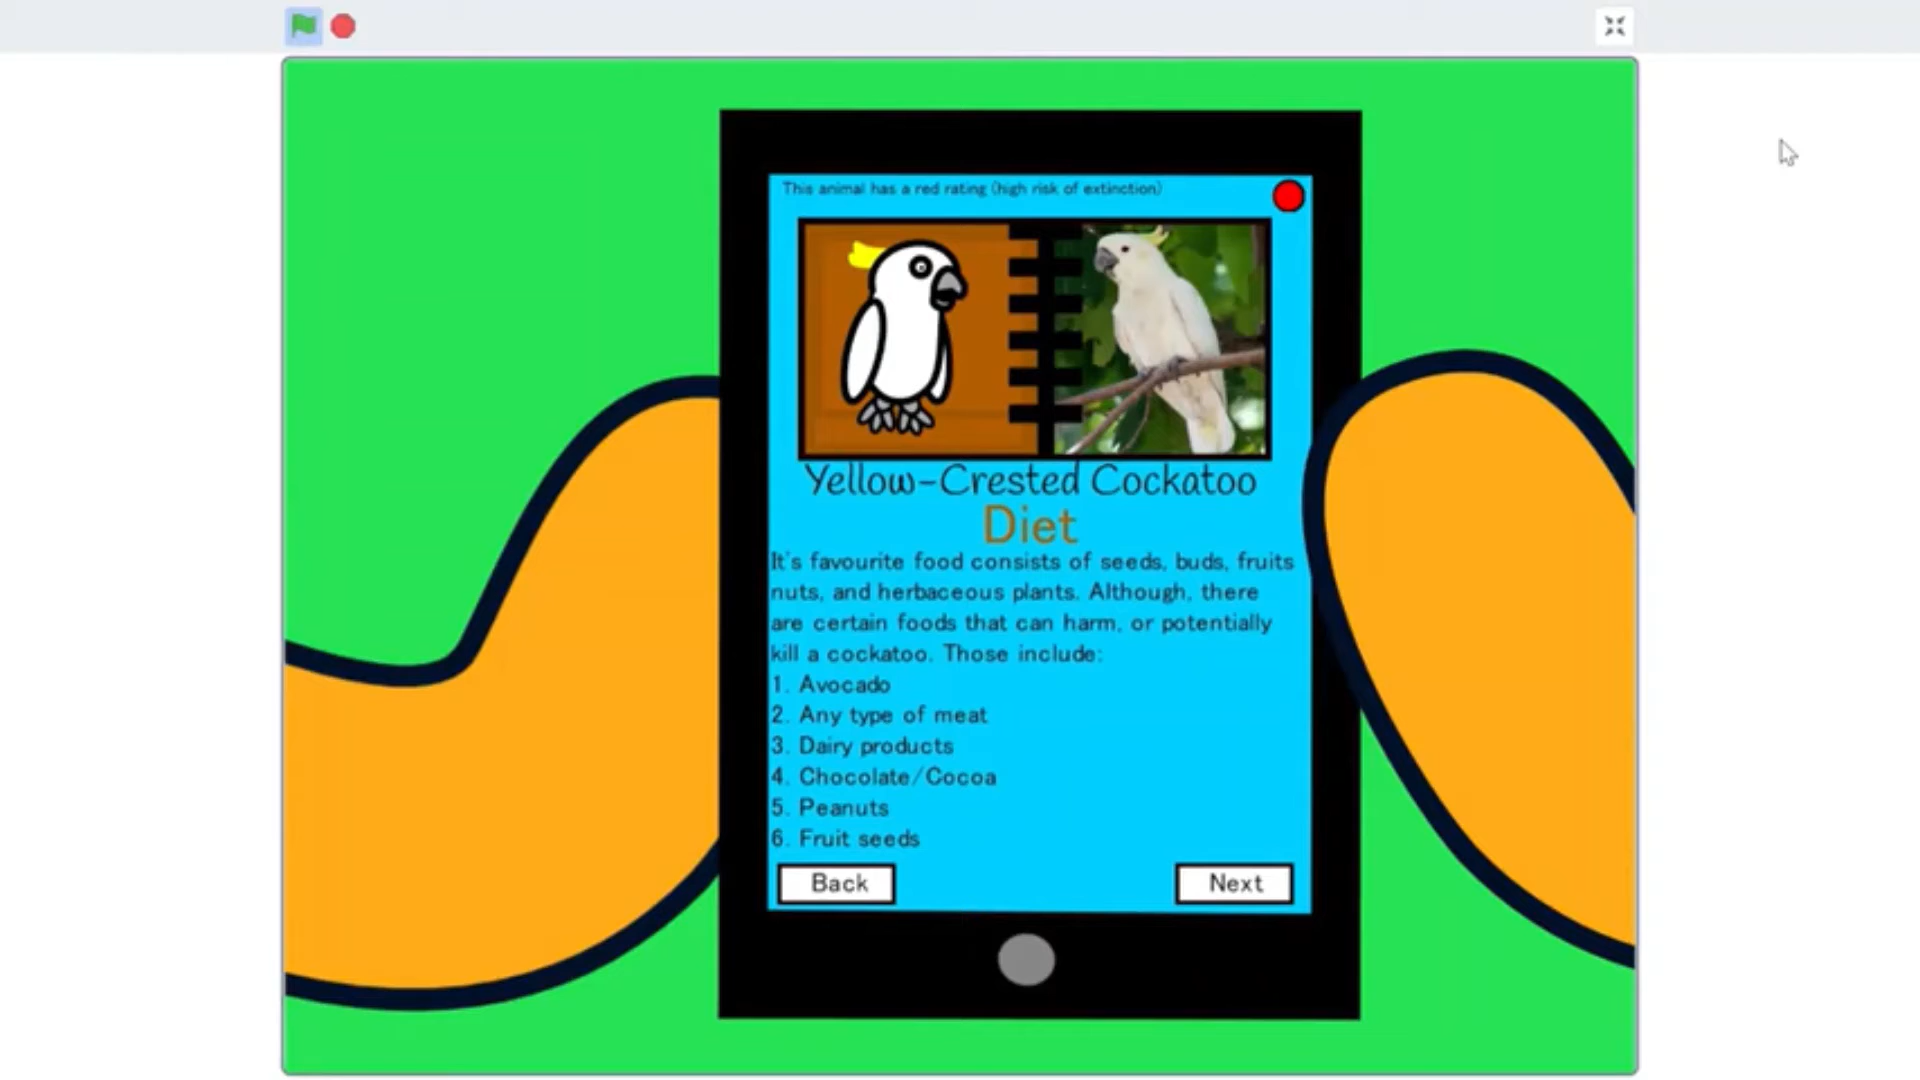 This animal has a red rating (high risk of extinction)
Yellow-Crested Cockatoo
Diet
It's favourite food consists of seeds, buds, fruits
nuts, and herbaceous plants. Although, there
are certain foods that can harm, or potentially
kill a cockatoo. Those include:
1. Avocado
2. Any type of meat
3. Dairy products
4. Chocolate/Cocoa
5. Peanuts
6. Fruit seeds
Back
Next